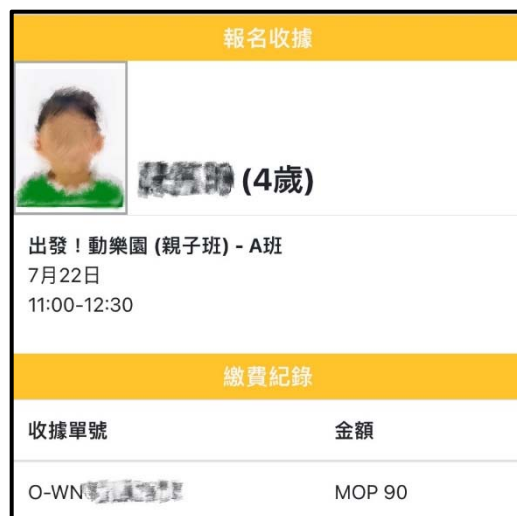 報名收據
(4歲)
出發！動樂園 (親子班) - A班
7月22日
11:00-12:30
繳費紀錄
收據單號 金額
O-WN MOP 90